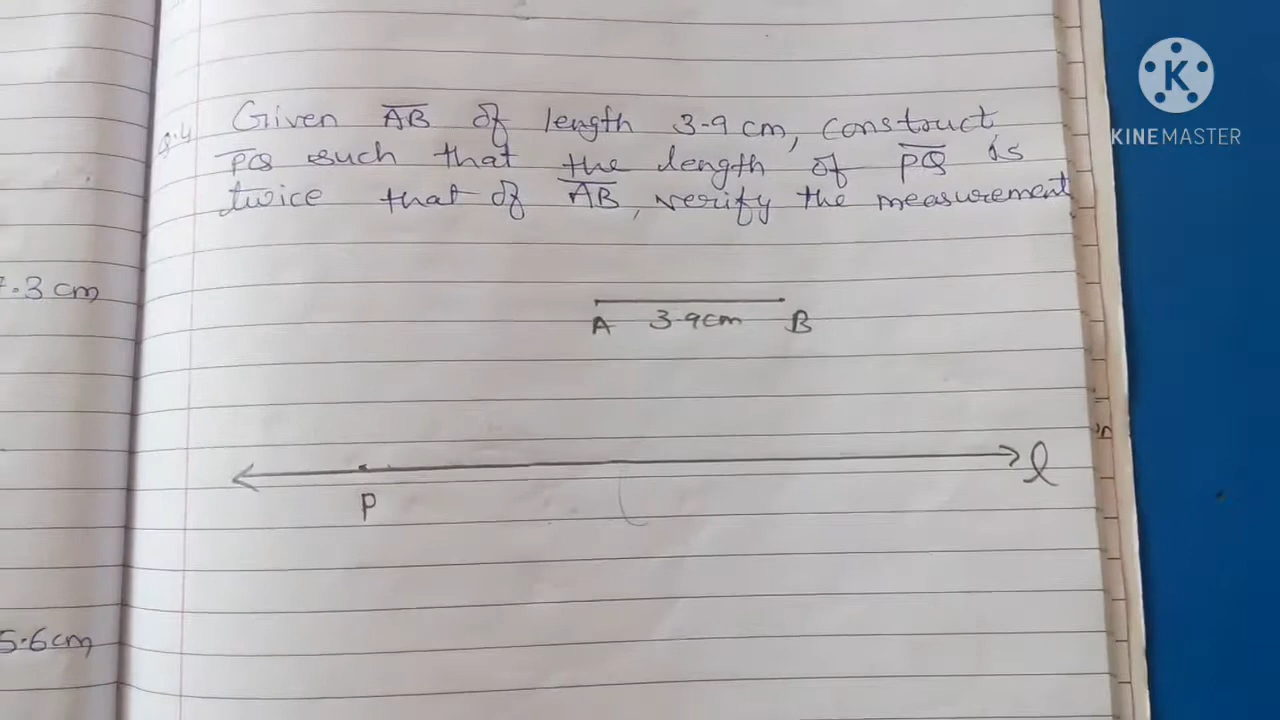 Q.4 Given AB of length 3.9 cm, construct
PQ such that the length of PQ is
twice that of AB, verify the measurement
A 3.9cm B
l
P
7.3 cm
5.6cm
K
KINEMASTER